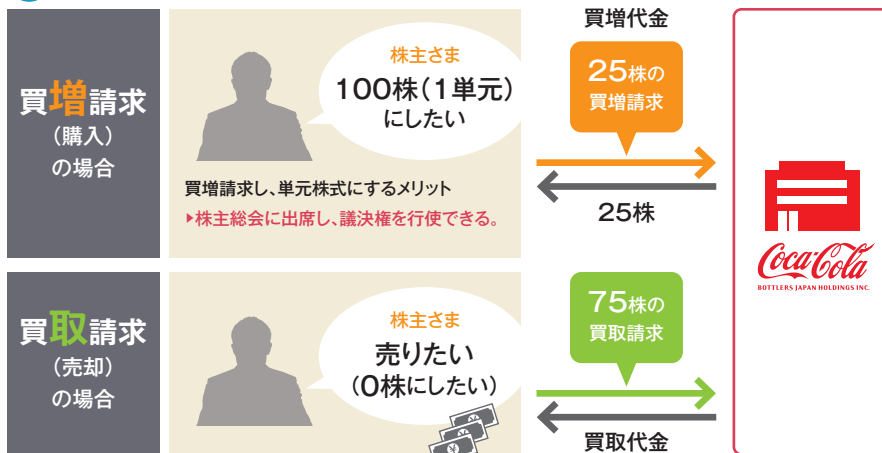 買増請求
(購入)
の場合
株主さま
100株(1単元)
にしたい
買増請求し、単元株式にするメリット
▶株主総会に出席し、議決権を行使できる。
買増代金
25株の
買増請求
25株
買取請求
(売却)
の場合
株主さま
売りたい
(0株にしたい)
75株の
買取請求
買取代金
Coca-Cola
BOTTLERS JAPAN HOLDINGS INC.